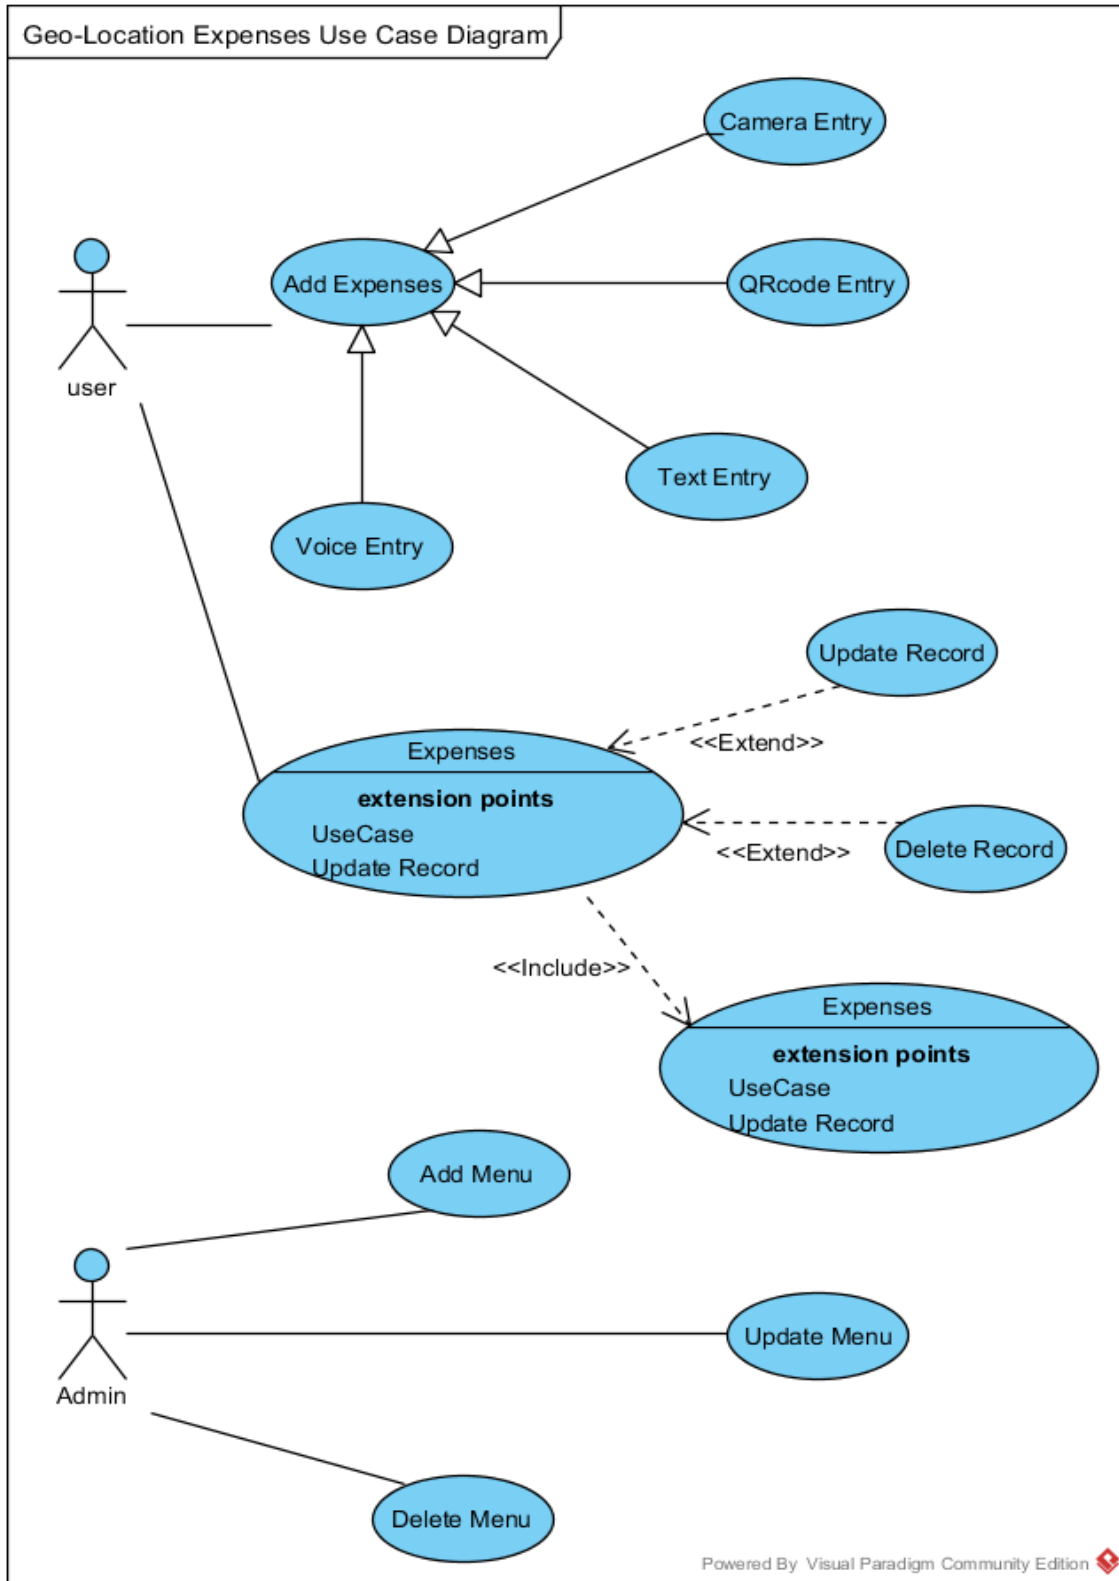 Geo-Location Expenses Use Case Diagram
Camera Entry
Add Expenses
QRcode Entry
user
Text Entry
Voice Entry
Update Record
<<Extend>>
Expenses
extension points
UseCase
Update Record
<<Extend>>
Delete Record
<<Include>>
Expenses
extension points
UseCase
Update Record
Add Menu
Update Menu
Admin
Delete Menu
Powered By Visual Paradigm Community Edition